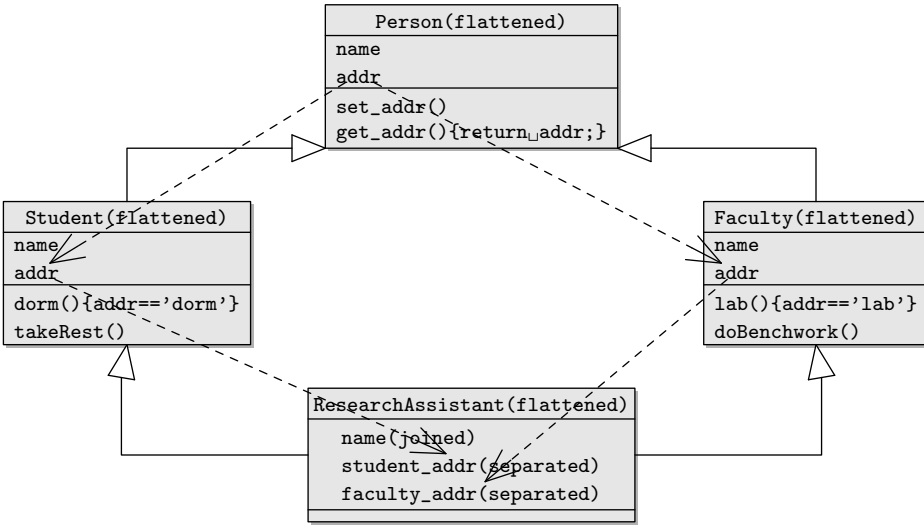 Person(flattened)
name
addr
set_addr()
get_addr(){return␣addr;}
Student(flattened)
name
addr
dorm(){addr=='dorm'}
takeRest()
Faculty(flattened)
name
addr
lab(){addr=='lab'}
doBenchwork()
ResearchAssistant(flattened)
name(joined)
student_addr(separated)
faculty_addr(separated)